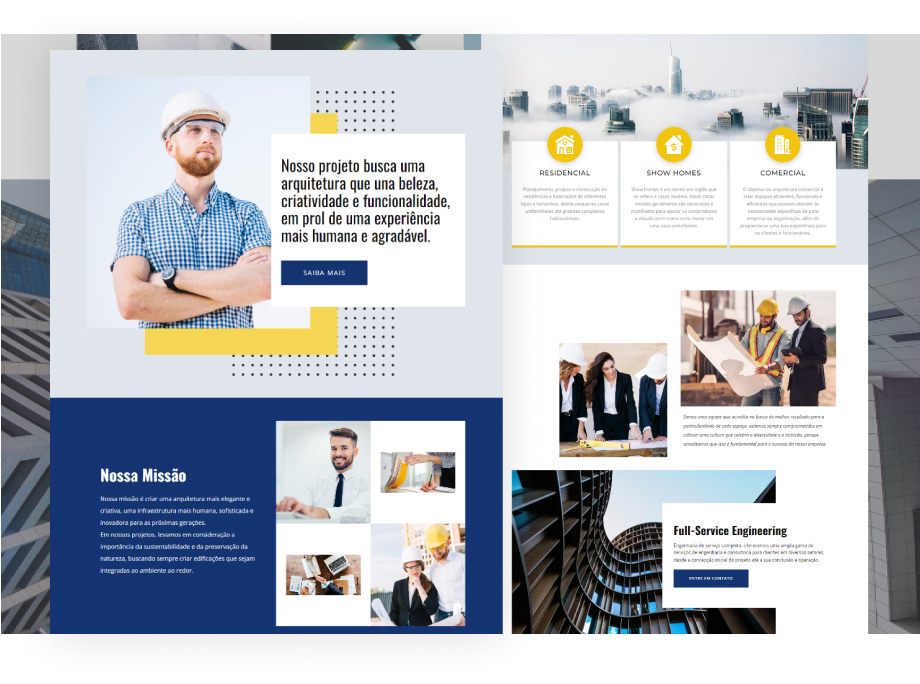 Nosso projeto busca uma
arquitetura que una beleza,
criatividade e funcionalidade,
em prol de uma experiência
mais humana e agradável.
SAIBA MAIS
Nossa Missão
Nossa missão é criar uma arquitetura mais elegante e
criativa, uma infraestrutura mais humana, sofisticada e
inovadora para as próximas gerações.
Em nossos projetos, levamos em consideração a
importância da sustentabilidade e da preservação da
natureza, buscando sempre criar edificações que sejam
integradas ao ambiente ao redor.
RESIDENCIAL
Planejamento, projeto e construção de
residências e habitações de diferentes
tipos e tamanhos, desde pequenas casas
unifamiliares até grandes complexos
habitacionais.
SHOW HOMES
Show homes é um termo em inglês que
se refere a casas modelo. Essas casas
modelo geralmente são decoradas e
mobiliadas para ajudar os compradores
a visualizarem como seria morar em
uma casa semelhante.
COMERCIAL
O objetivo da arquitetura comercial é
criar espaços atraentes, funcionais e
eficientes que possam atender às
necessidades específicas de uma
empresa ou organização, além de
proporcionar uma boa experiência para
os clientes e funcionários.
Somos uma equipe que acredita na busca do melhor resultado para a
particularidade de cada espaço, estamos sempre comprometidos em
cultivar uma cultura que celebra a diversidade e a inclusão, porque
acreditamos que isso é fundamental para o sucesso da nossa empresa.
Full-Service Engineering
Engenharia de serviço completo, oferecemos uma ampla gama de
serviços de engenharia e consultoria para clientes em diversos setores,
desde a concepção inicial do projeto até a sua conclusão e operação.
ENTRE EM CONTATO